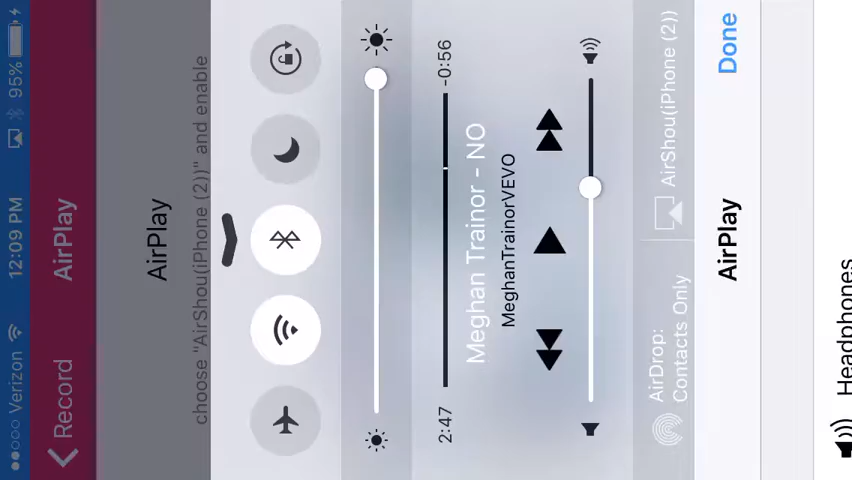 Verizon 12:09 PM 95%
Record AirPlay
AirPlay
choose "AirShou(iPhone (2))" and enable
2:47 -0:56
Meghan Trainor - NO
MeghanTrainorVEVO
AirDrop:
Contacts Only
AirShou(iPhone (2))
AirPlay Done
Headphones